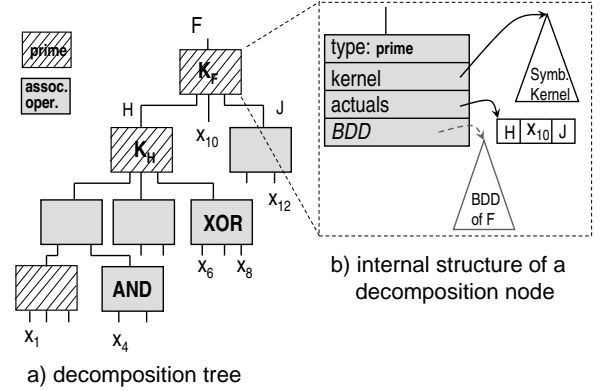 F
prime
assoc.
oper.
K_F
H
x_10
J
K_H
x_12
XOR
x_6
x_8
AND
x_1
x_4
a) decomposition tree
type: prime
kernel
actuals
BDD
Symb.
Kernel
H x_10 J
BDD
of F
b) internal structure of a
decomposition node